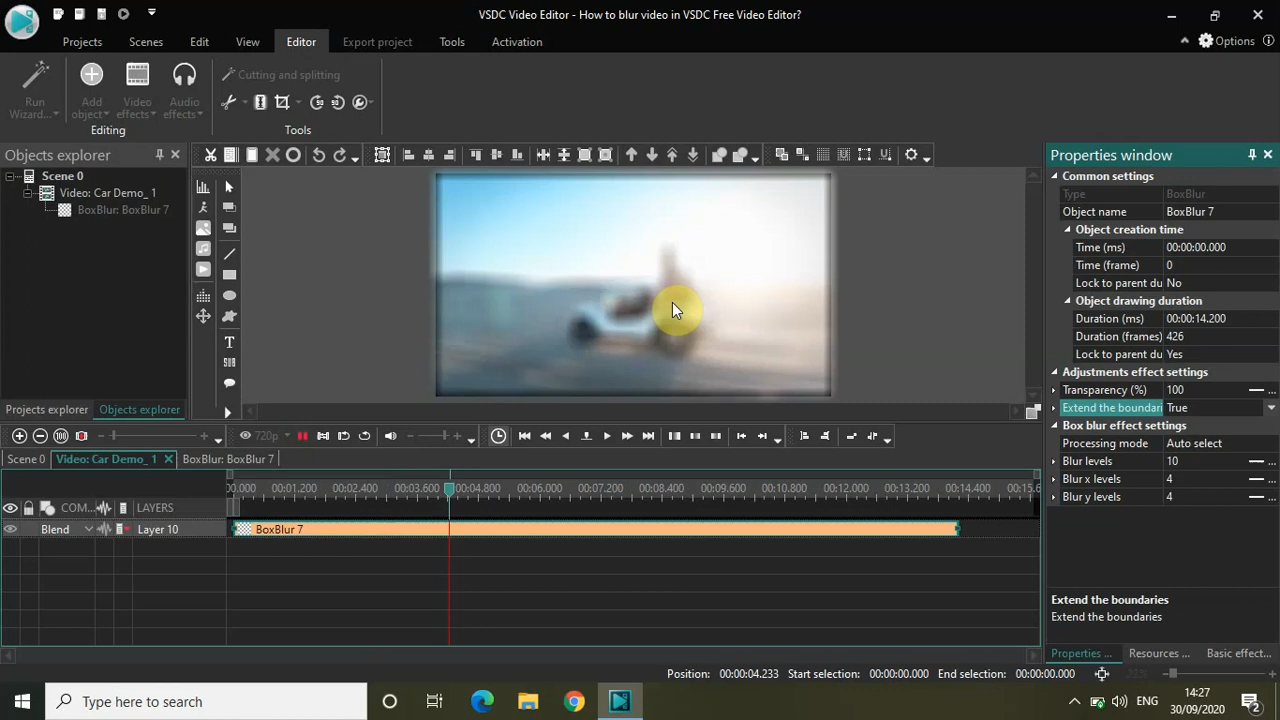 VSDC Video Editor - How to blur video in VSDC Free Video Editor?
Projects Scenes Edit View Editor Export project Tools Activation Options
Run Wizard...
Add object
Video effects
Audio effects
Cutting and splitting
Editing
Tools
Objects explorer
Scene 0
Video: Car Demo_ 1
BoxBlur: BoxBlur 7
Projects explorer Objects explorer
Properties window
Common settings
Type BoxBlur
Object name BoxBlur 7
Object creation time
Time (ms) 00:00:00.000
Time (frame) 0
Lock to parent du No
Object drawing duration
Duration (ms) 00:00:14.200
Duration (frames) 426
Lock to parent du Yes
Adjustments effect settings
Transparency (%) 100
Extend the boundari True
Box blur effect settings
Processing mode Auto select
Blur levels 10
Blur x levels 4
Blur y levels 4
Extend the boundaries
Extend the boundaries
Properties ... Resources ... Basic effect...
720p
Scene 0 Video: Car Demo_ 1 BoxBlur: BoxBlur 7
0.000 00:01.200 00:02.400 00:03.600 00:04.800 00:06.000 00:07.200 00:08.400 00:09.600 00:10.800 00:12.000 00:13.200 00:14.400 00:15.6
COM... LAYERS
Blend Layer 10
BoxBlur 7
Position: 00:00:04.233 Start selection: 00:00:00.000 End selection: 00:00:00.000
Type here to search
ENG
14:27
30/09/2020
2